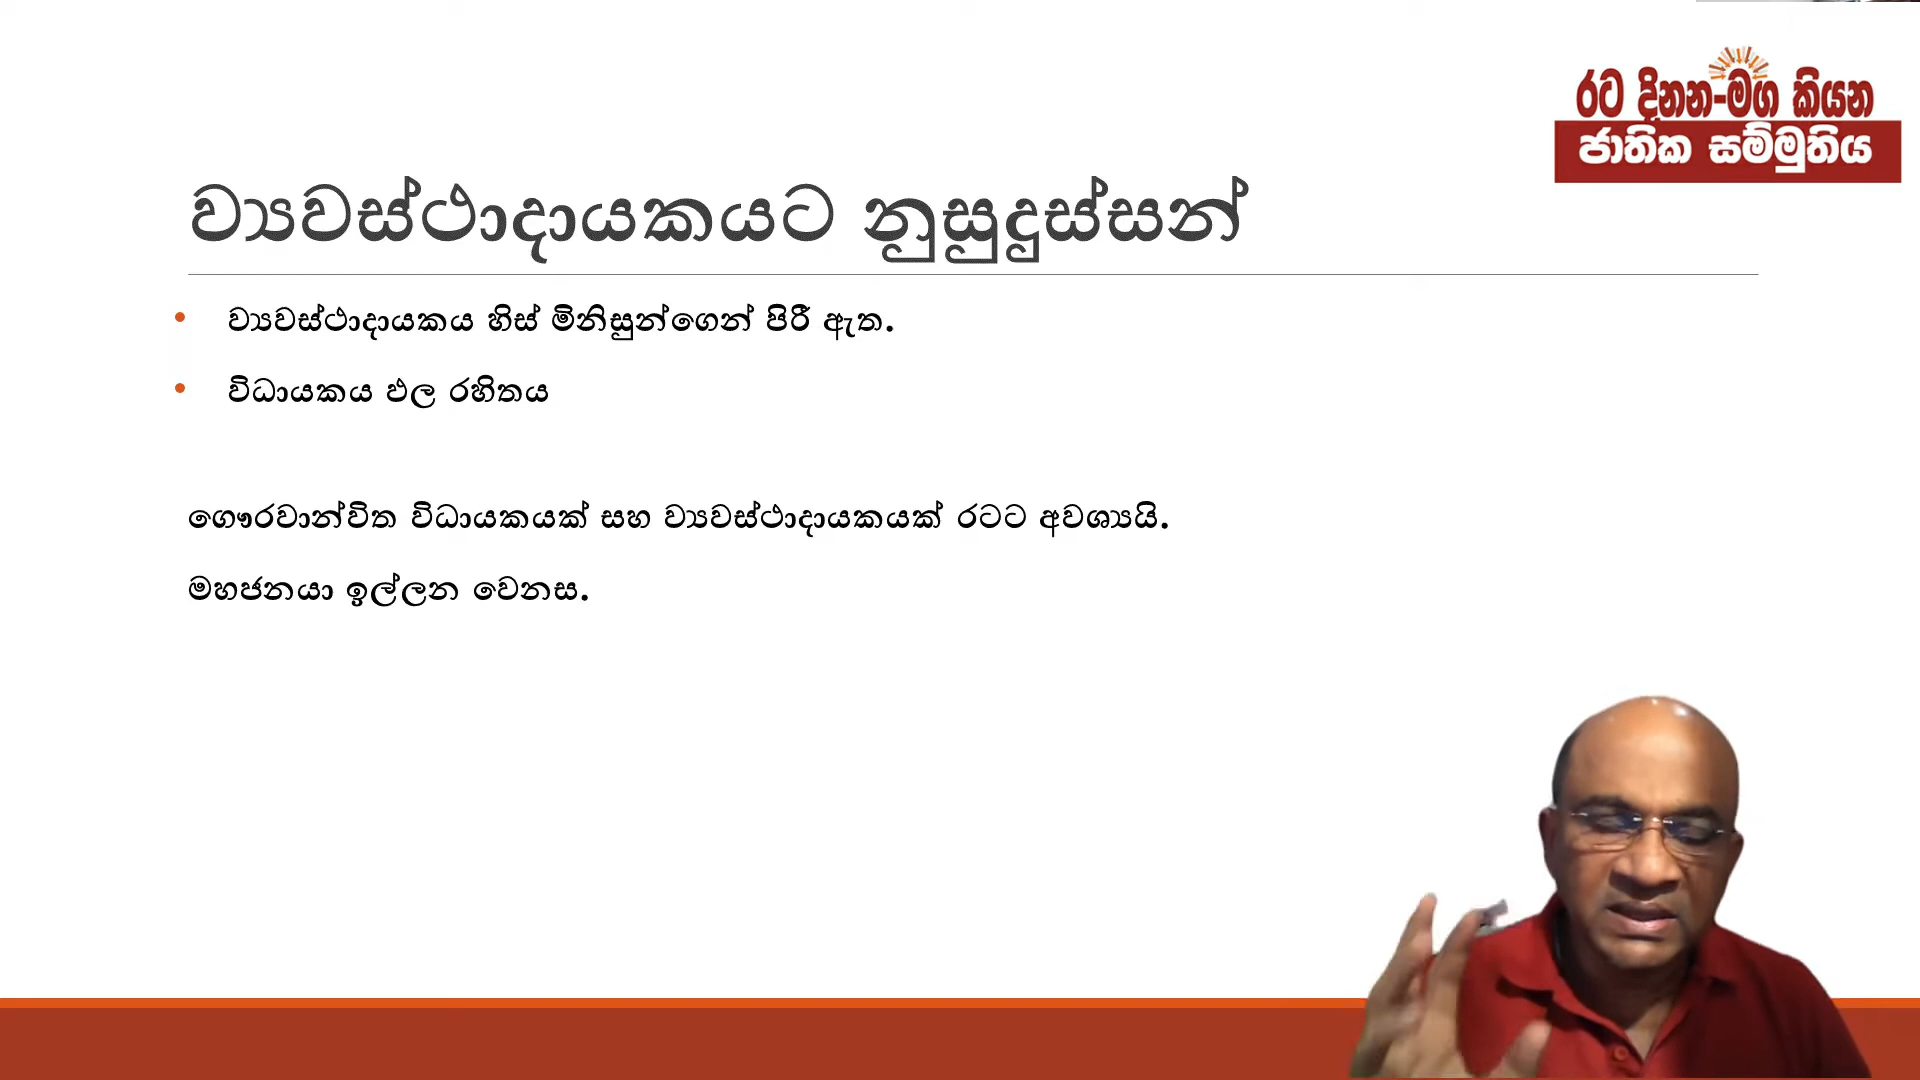 රට දිනන-මග කියන
ජාතික සම්මුතිය
ව්‍යවස්ථාදායකයට නුසුදුස්සන්
• ව්‍යවස්ථාදායකය හිස් මිනිසුන්ගෙන් පිරී ඇත.
• විධායකය ඵල රහිතය
ගෞරවාන්විත විධායකයක් සහ ව්‍යවස්ථාදායකයක් රටට අවශ්‍යයි.
මහජනයා ඉල්ලන වෙනස.